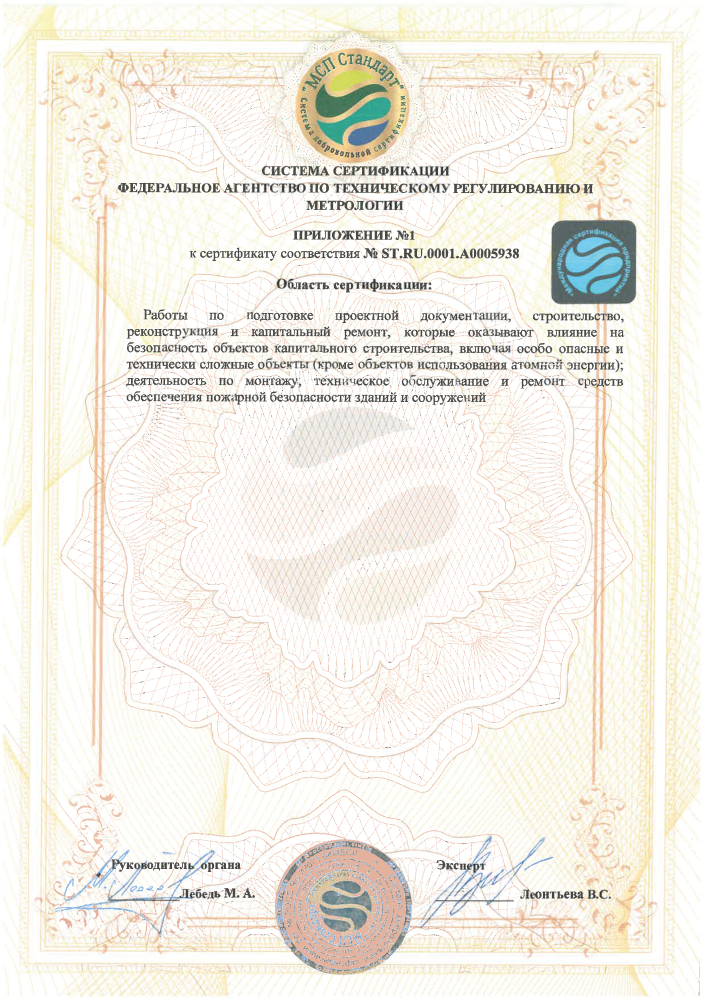 "МСП Стандарт"
система добровольной сертификации
СИСТЕМА СЕРТИФИКАЦИИ
ФЕДЕРАЛЬНОЕ АГЕНТСТВО ПО ТЕХНИЧЕСКОМУ РЕГУЛИРОВАНИЮ И
МЕТРОЛОГИИ
ПРИЛОЖЕНИЕ №1
к сертификату соответствия № ST.RU.0001.A0005938
"Международная сертификация предприятия"
Область сертификации:
Работы по подготовке проектной документации, строительство,
реконструкция и капитальный ремонт, которые оказывают влияние на
безопасность объектов капитального строительства, включая особо опасные и
технически сложные объекты (кроме объектов использования атомной энергии);
деятельность по монтажу, техническое обслуживание и ремонт средств
обеспечения пожарной безопасности зданий и сооружений
Руководитель органа
Эксперт
Лебедь М. А.
Леонтьева В.С.